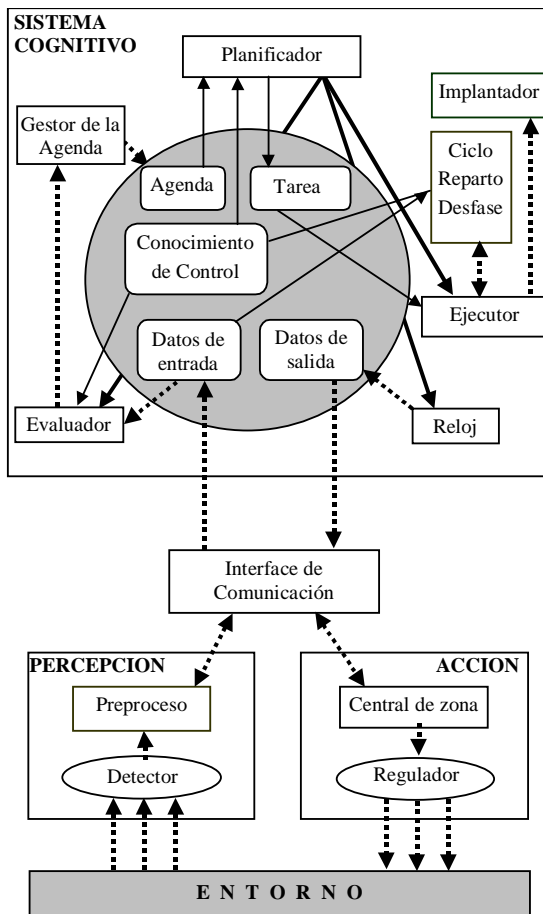 SISTEMA
COGNITIVO
Planificador
Implantador
Gestor de la
Agenda
Ciclo
Reparto
Desfase
Agenda
Tarea
Conocimiento
de Control
Ejecutor
Datos de
entrada
Datos de
salida
Evaluador
Reloj
Interface de
Comunicación
PERCEPCION
ACCION
Preproceso
Central de zona
Detector
Regulador
E N T O R N O